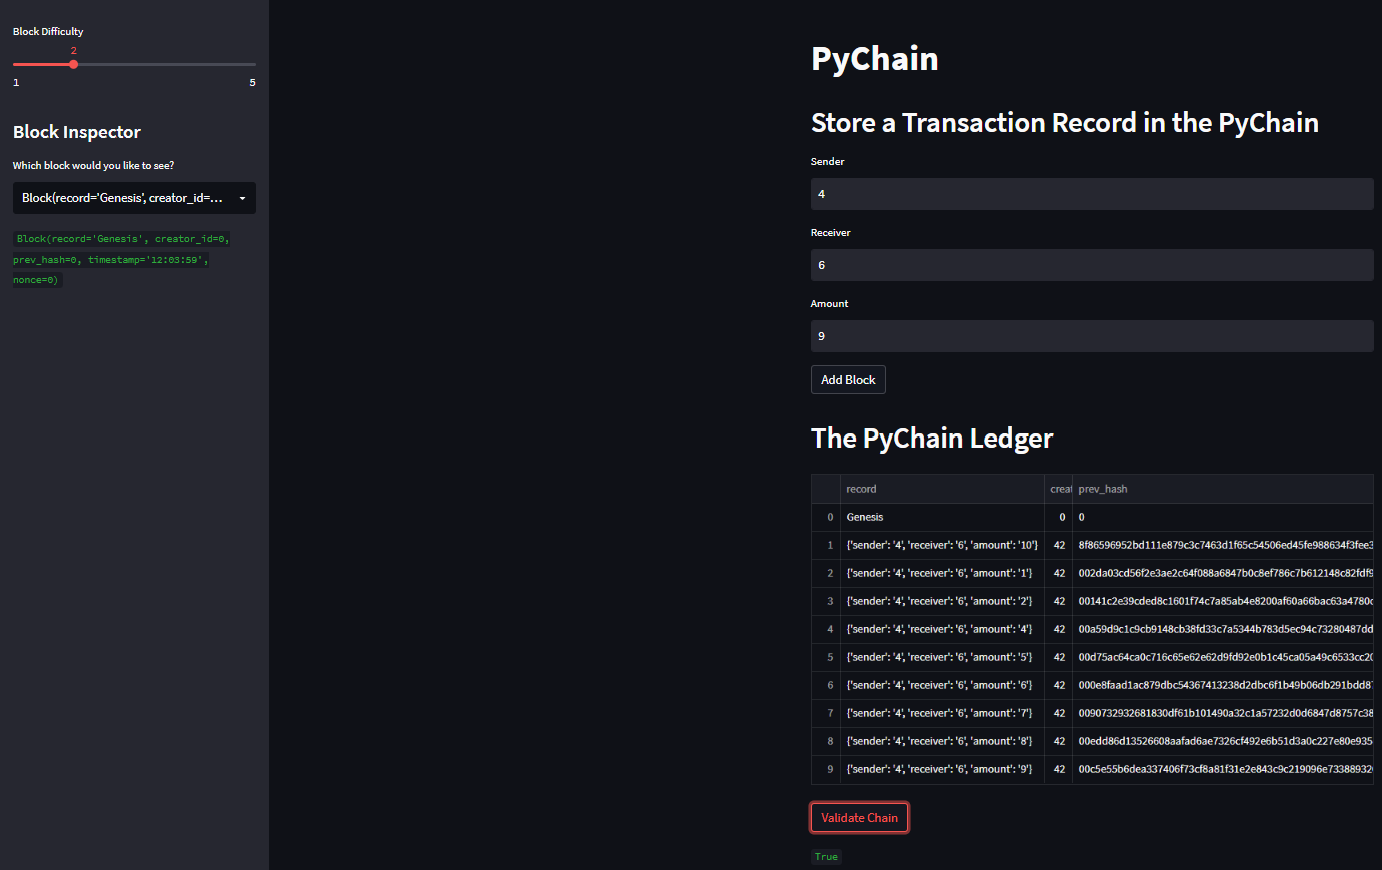 Block Difficulty
2
1 5
Block Inspector
Which block would you like to see?
Block(record='Genesis', creator_id=...
Block(record='Genesis', creator_id=0,
prev_hash=0, timestamp='12:03:59',
nonce=0)
PyChain
Store a Transaction Record in the PyChain
Sender
4
Receiver
6
Amount
9
Add Block
The PyChain Ledger
record creat prev_hash
0 Genesis 0 0
1 {'sender': '4', 'receiver': '6', 'amount': '10'} 42 8f86596952bd111e879c3c7463d1f65c54506ed45fe988634f3fee3
2 {'sender': '4', 'receiver': '6', 'amount': '1'} 42 002da03cd56f2e3ae2c64f088a6847b0c8ef786c7b612148c82fdf9
3 {'sender': '4', 'receiver': '6', 'amount': '2'} 42 00141c2e39cded8c1601f74c7a85ab4e8200af60a66bac63a4780c
4 {'sender': '4', 'receiver': '6', 'amount': '4'} 42 00a59d9c1c9cb9148cb38fd33c7a5344b783d5ec94c73280487dd
5 {'sender': '4', 'receiver': '6', 'amount': '5'} 42 00d75ac64ca0c716c65e62e62d9fd92e0b1c45ca05a49c6533cc20
6 {'sender': '4', 'receiver': '6', 'amount': '6'} 42 000e8faad1ac879dbc54367413238d2dbc6f1b49b06db291bdd87
7 {'sender': '4', 'receiver': '6', 'amount': '7'} 42 0090732932681830df61b101490a32c1a57232d0d6847d8757c38
8 {'sender': '4', 'receiver': '6', 'amount': '8'} 42 00edd86d13526608aafad6ae7326cf492e6b51d3a0c227e80e935
9 {'sender': '4', 'receiver': '6', 'amount': '9'} 42 00c5e55b6dea337406f73cf8a81f31e2e843c9c219096e73388932
Validate Chain
True